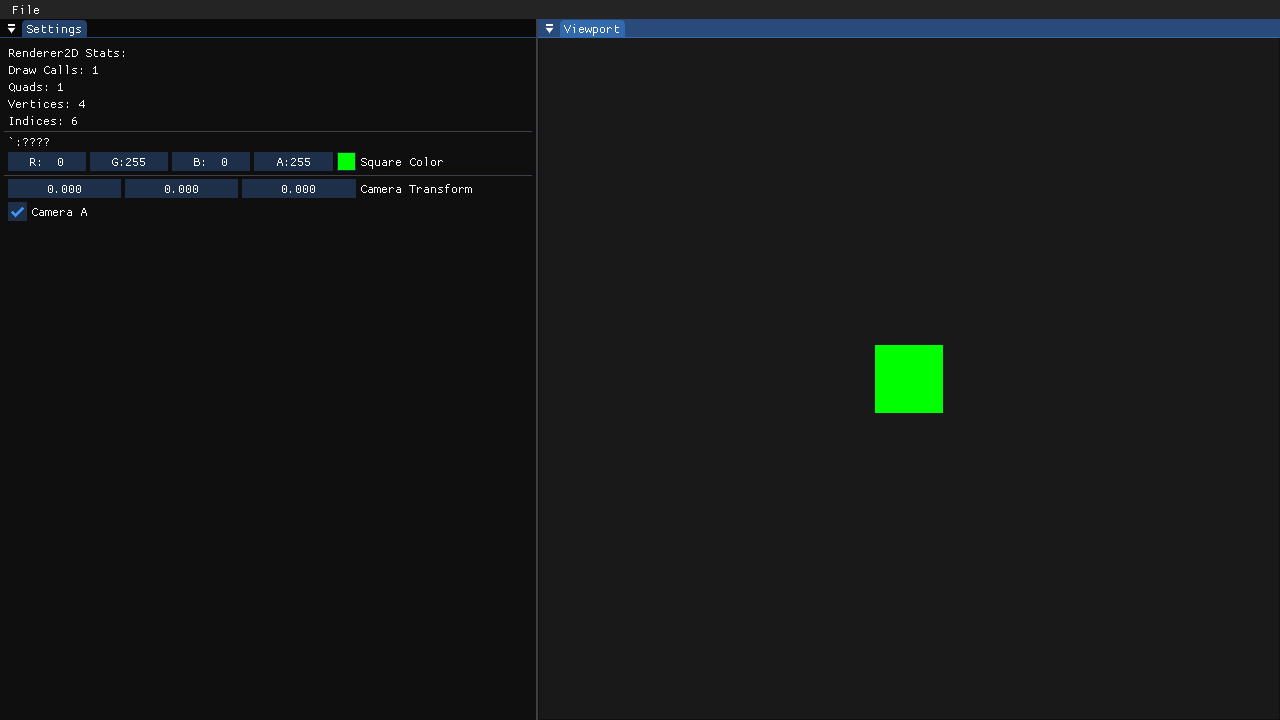 File
Settings
Viewport
Renderer2D Stats:
Draw Calls: 1
Quads: 1
Vertices: 4
Indices: 6
`:????
R:  0 G:255 B:  0 A:255 Square Color
0.000 0.000 0.000 Camera Transform
Camera A